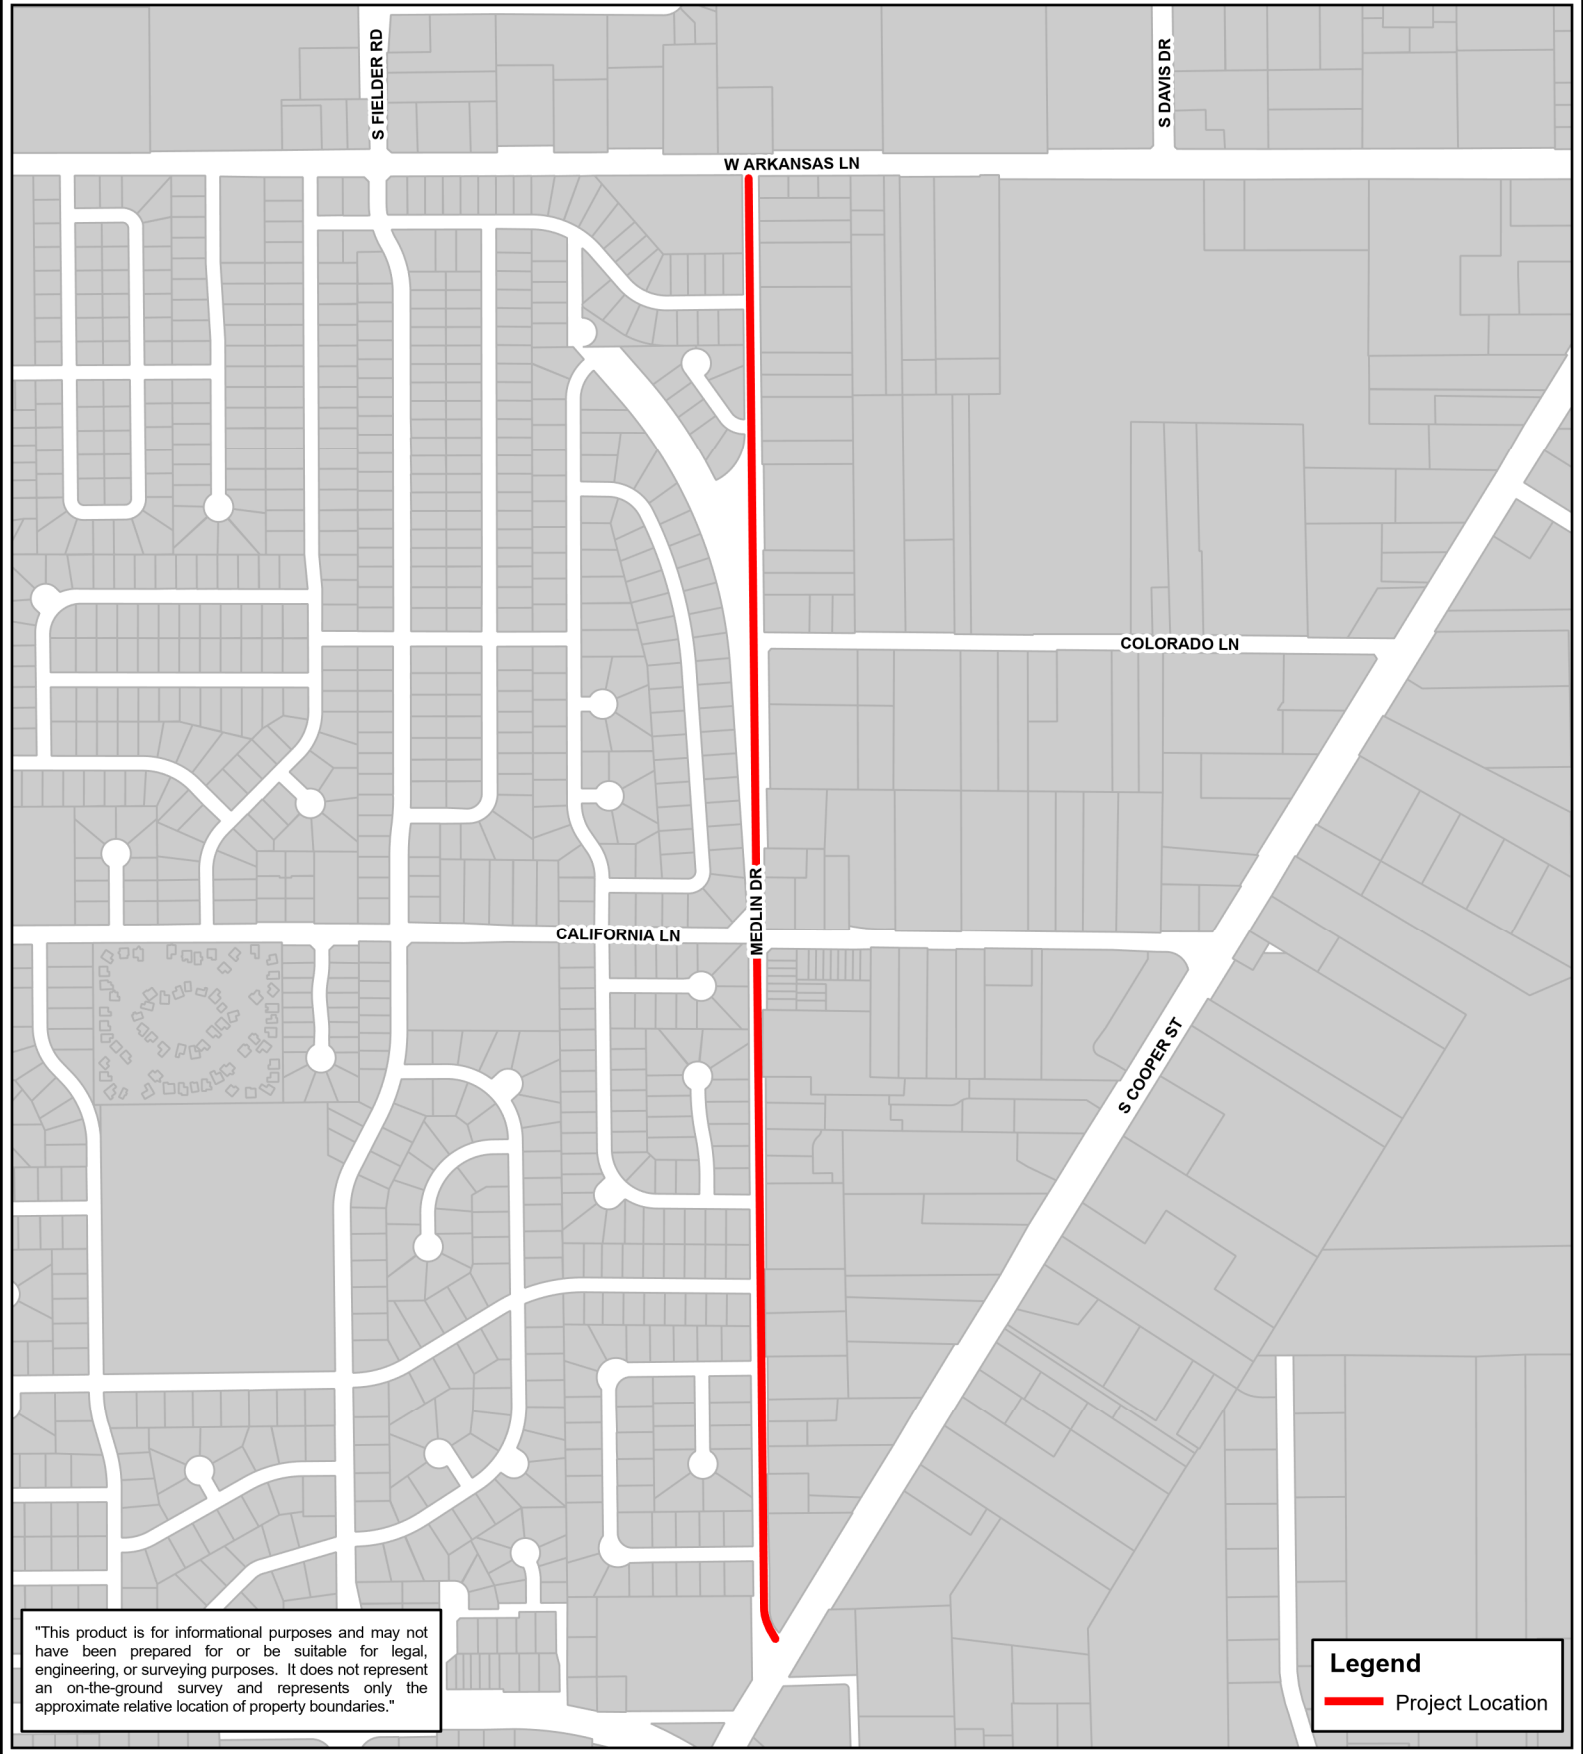 S FIELDER RD
S DAVIS DR
W ARKANSAS LN
COLORADO LN
MEDLIN DR
CALIFORNIA LN
S COOPER ST
"This product is for informational purposes and may not
have been prepared for or be suitable for legal,
engineering, or surveying purposes. It does not represent
an on-the-ground survey and represents only the
approximate relative location of property boundaries."
Legend
Project Location